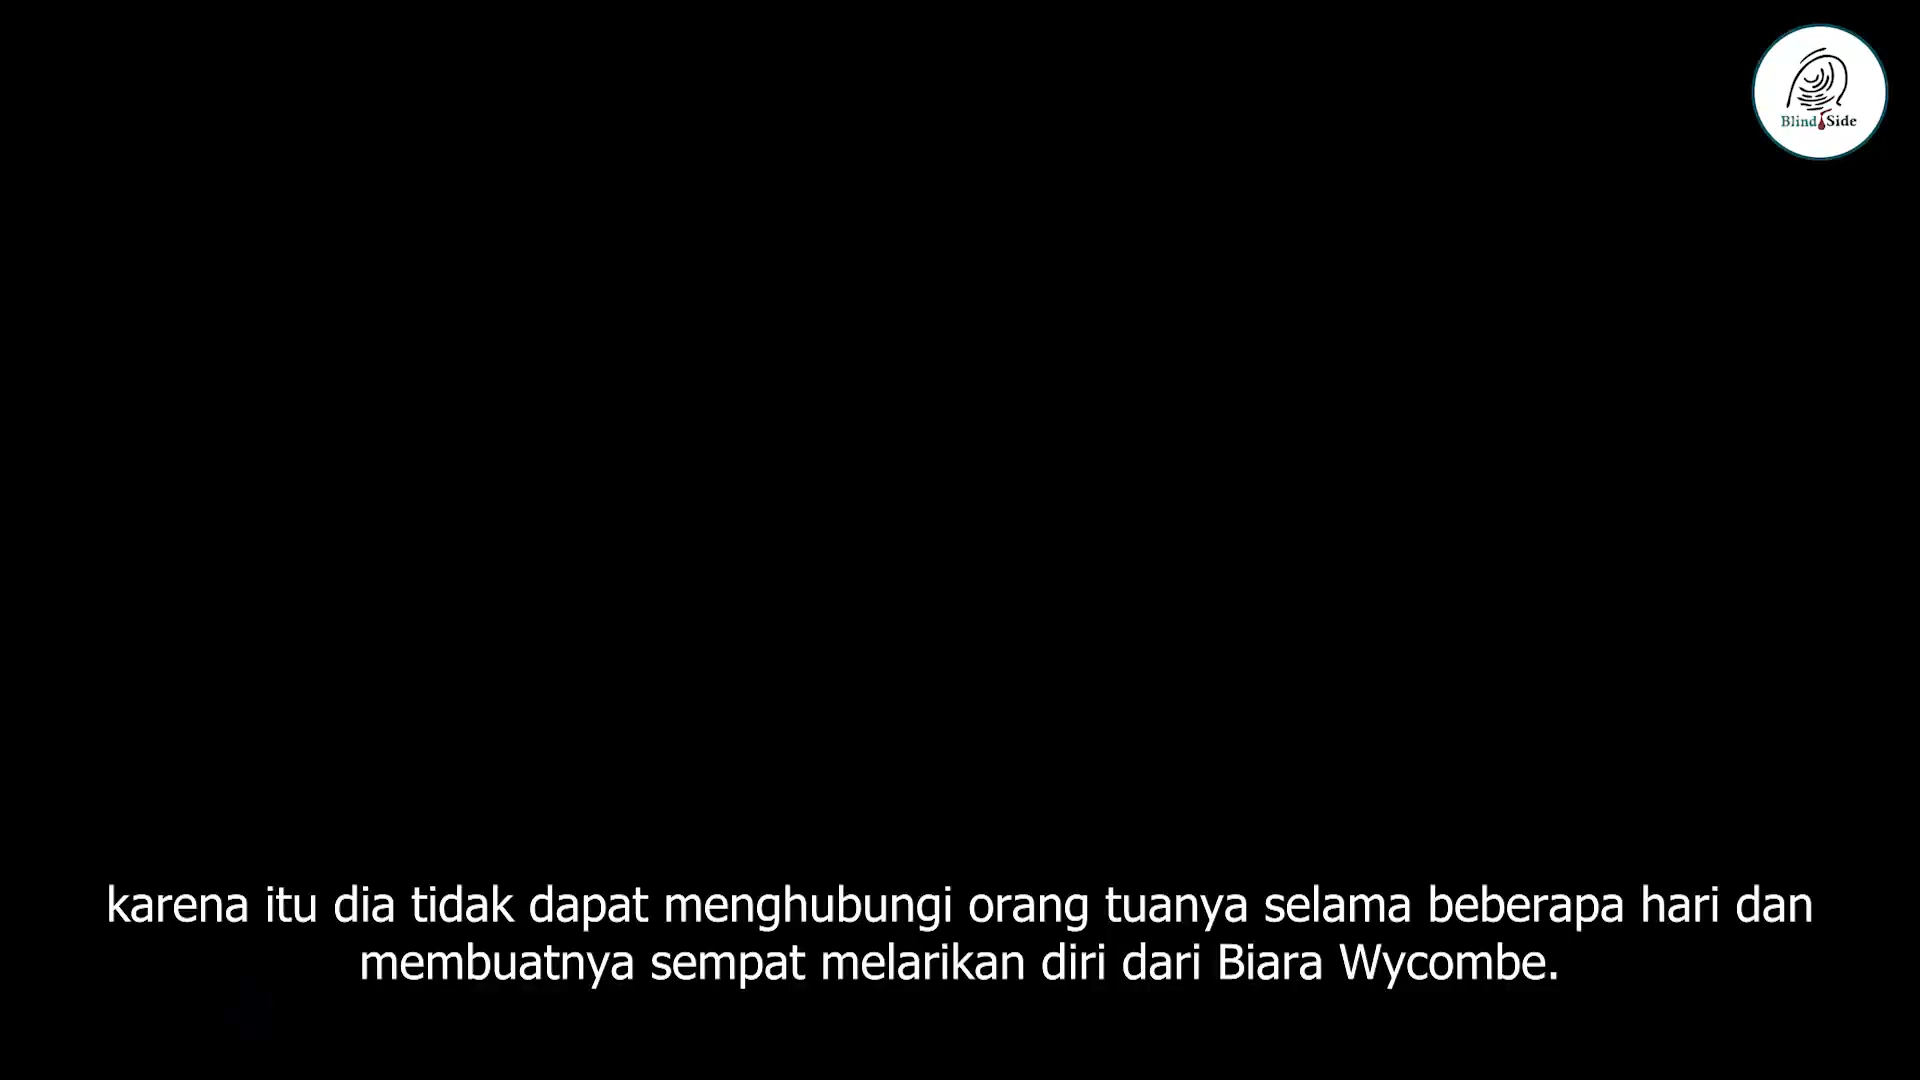 Blind Side
karena itu dia tidak dapat menghubungi orang tuanya selama beberapa hari dan
membuatnya sempat melarikan diri dari Biara Wycombe.